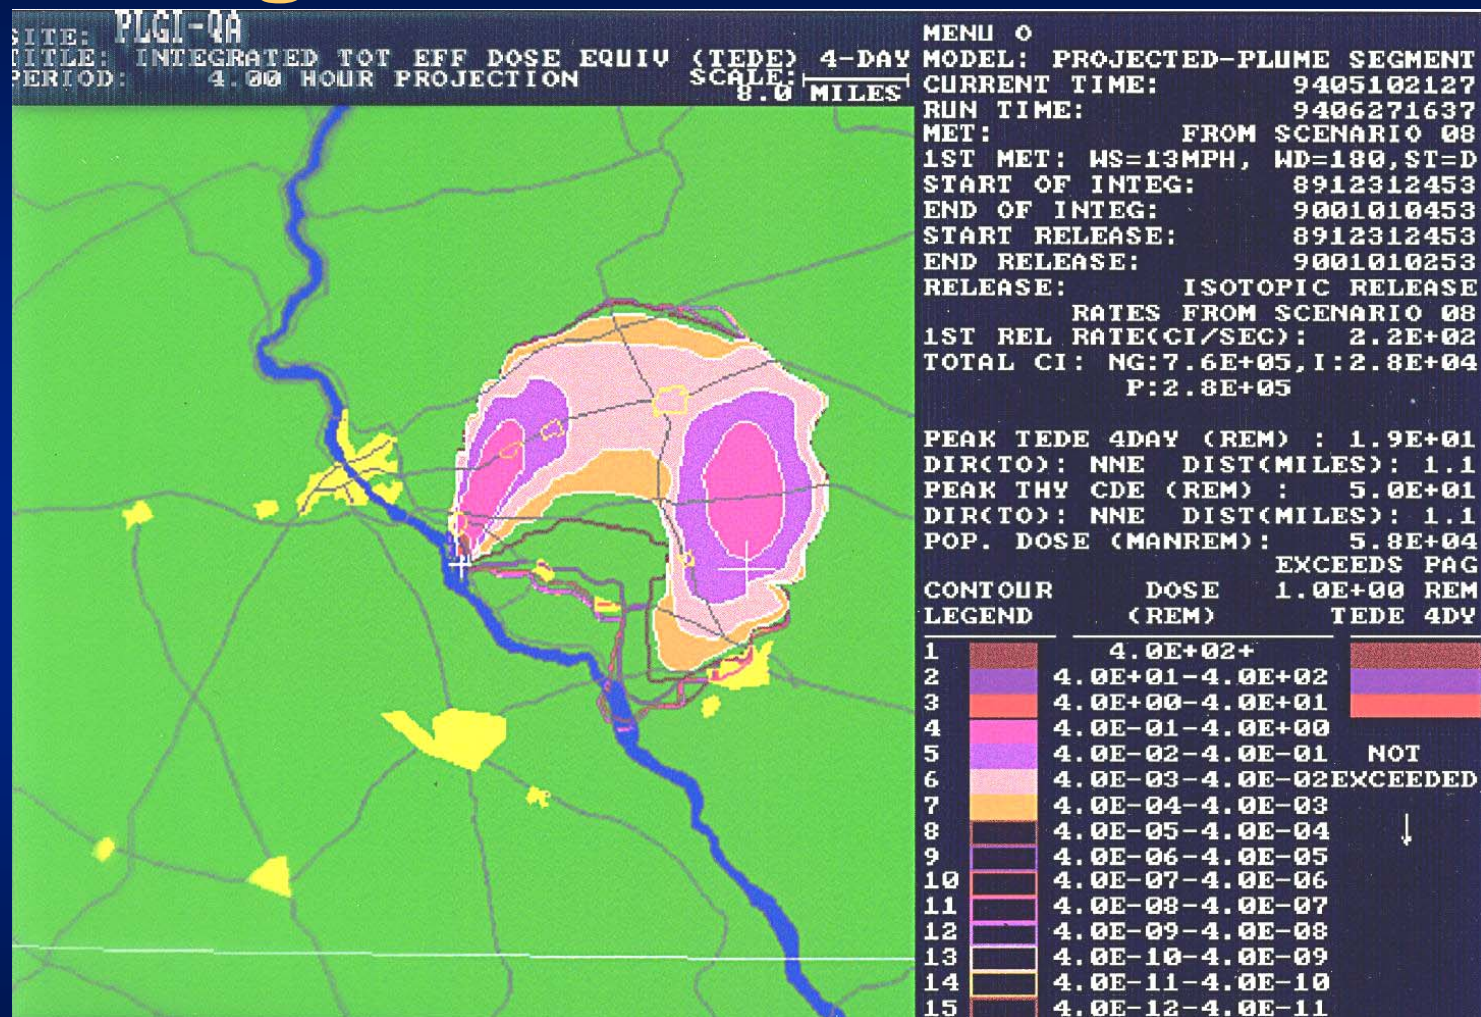 SITE: PLGI-QA
TITLE: INTEGRATED TOT EFF DOSE EQUIV (TEDE) 4-DAY
PERIOD: 4.00 HOUR PROJECTION SCALE:
8.0 MILES
MENU O
MODEL: PROJECTED-PLUME SEGMENT
CURRENT TIME: 9405102127
RUN TIME: 9406271637
MET: FROM SCENARIO 08
1ST MET: WS=13MPH, WD=180,ST=D
START OF INTEG: 8912312453
END OF INTEG: 9001010453
START RELEASE: 8912312453
END RELEASE: 9001010253
RELEASE: ISOTOPIC RELEASE
RATES FROM SCENARIO 08
1ST REL RATE(CI/SEC): 2.2E+02
TOTAL CI: NG:7.6E+05,I:2.8E+04
P:2.8E+05
PEAK TEDE 4DAY (REM) : 1.9E+01
DIR(TO): NNE DIST(MILES): 1.1
PEAK THY CDE (REM) : 5.0E+01
DIR(TO): NNE DIST(MILES): 1.1
POP. DOSE (MANREM): 5.8E+04
EXCEEDS PAG
CONTOUR DOSE 1.0E+00 REM
LEGEND (REM) TEDE 4DY
1 4.0E+02+
2 4.0E+01-4.0E+02
3 4.0E+00-4.0E+01
4 4.0E-01-4.0E+00
5 4.0E-02-4.0E-01 NOT
6 4.0E-03-4.0E-02EXCEEDED
7 4.0E-04-4.0E-03
8 4.0E-05-4.0E-04
9 4.0E-06-4.0E-05
10 4.0E-07-4.0E-06
11 4.0E-08-4.0E-07
12 4.0E-09-4.0E-08
13 4.0E-10-4.0E-09
14 4.0E-11-4.0E-10
15 4.0E-12-4.0E-11